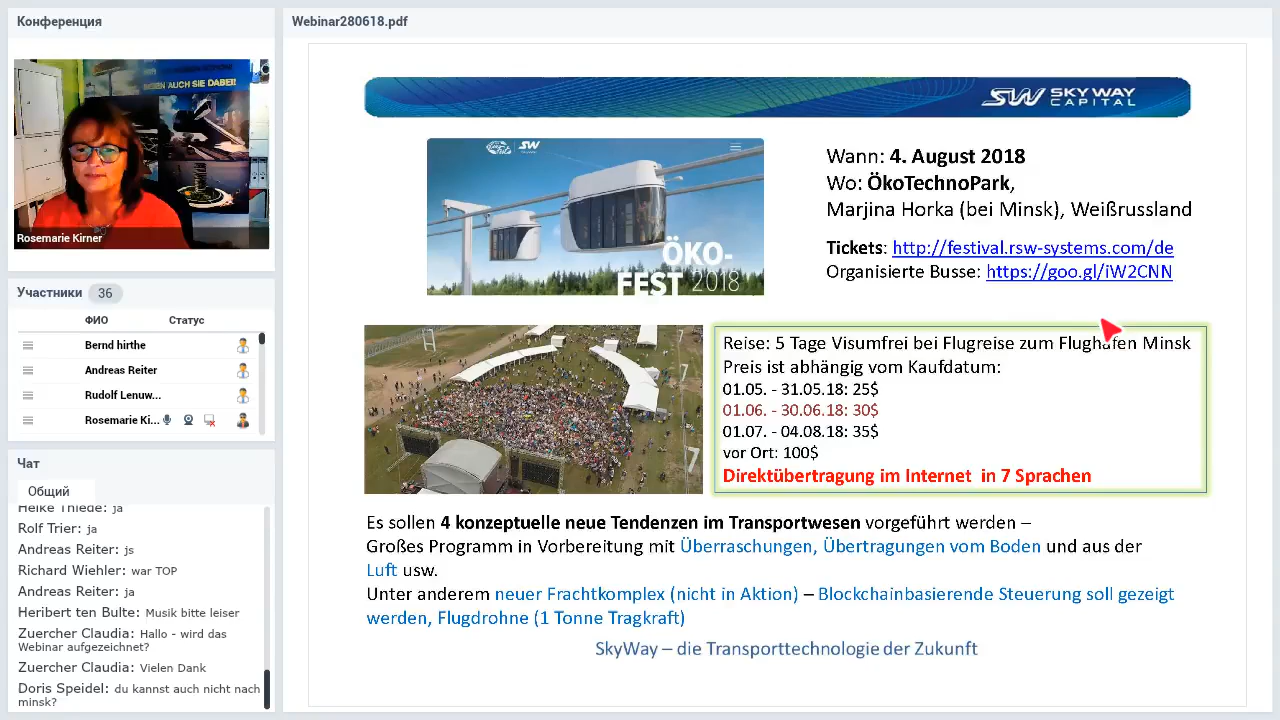 Конференция
SEIEN AUCH SIE DABEI!
Rosemarie Kirner
Участники 36
ФИО Статус
Bernd hirthe
Andreas Reiter
Rudolf Lenuw...
Rosemarie Ki...
Чат
Общий
Heike Thiede: ja
Rolf Trier: ja
Andreas Reiter: js
Richard Wiehler: war TOP
Andreas Reiter: ja
Heribert ten Bulte: Musik bitte leiser
Zuercher Claudia: Hallo - wird das
Webinar aufgezeichnet?
Zuercher Claudia: Vielen Dank
Doris Speidel: du kannst auch nicht nach
minsk?
Webinar280618.pdf
SW SKY WAY
CAPITAL
SW
ÖKO-
FEST 2018
Wann: 4. August 2018
Wo: ÖkoTechnoPark,
Marjina Horka (bei Minsk), Weißrussland
Tickets: http://festival.rsw-systems.com/de
Organisierte Busse: https://goo.gl/iW2CNN
7
7
Reise: 5 Tage Visumfrei bei Flugreise zum Flughafen Minsk
Preis ist abhängig vom Kaufdatum:
01.05. - 31.05.18: 25$
01.06. - 30.06.18: 30$
01.07. - 04.08.18: 35$
vor Ort: 100$
Direktübertragung im Internet in 7 Sprachen
Es sollen 4 konzeptuelle neue Tendenzen im Transportwesen vorgeführt werden –
Großes Programm in Vorbereitung mit Überraschungen, Übertragungen vom Boden und aus der
Luft usw.
Unter anderem neuer Frachtkomplex (nicht in Aktion) – Blockchainbasierende Steuerung soll gezeigt
werden, Flugdrohne (1 Tonne Tragkraft)
SkyWay – die Transporttechnologie der Zukunft